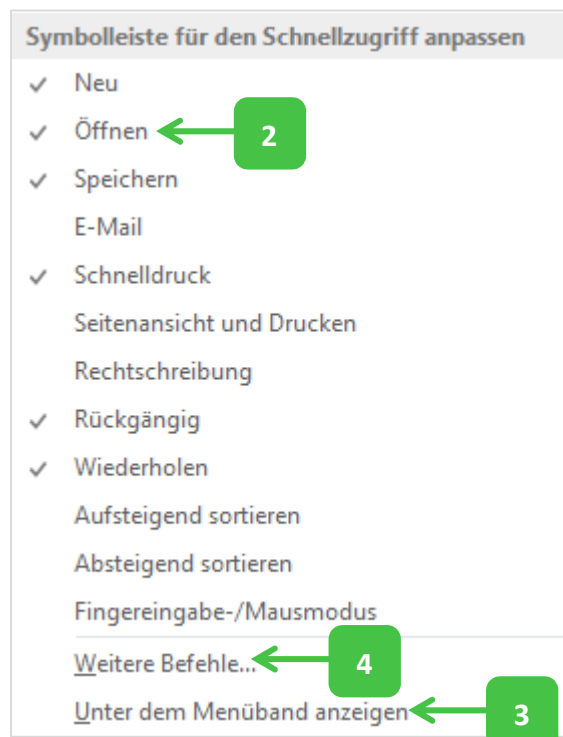 Symbolleiste für den Schnellzugriff anpassen
Neu
Öffnen 2
Speichern
E-Mail
Schnelldruck
Seitenansicht und Drucken
Rechtschreibung
Rückgängig
Wiederholen
Aufsteigend sortieren
Absteigend sortieren
Fingereingabe-/Mausmodus
Weitere Befehle... 4
Unter dem Menüband anzeigen 3